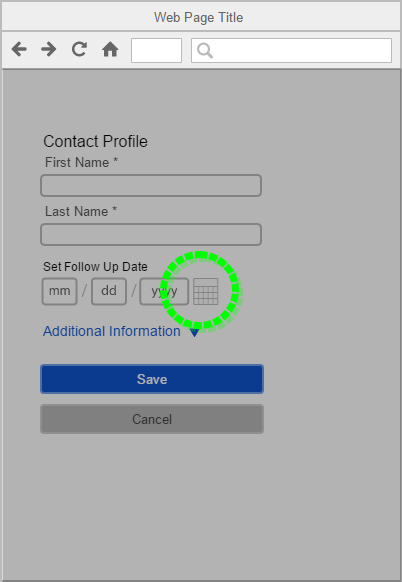 Web Page Title
Contact Profile
First Name *
Last Name *
Set Follow Up Date
mm / dd / yyyy
Additional Information
Save
Cancel